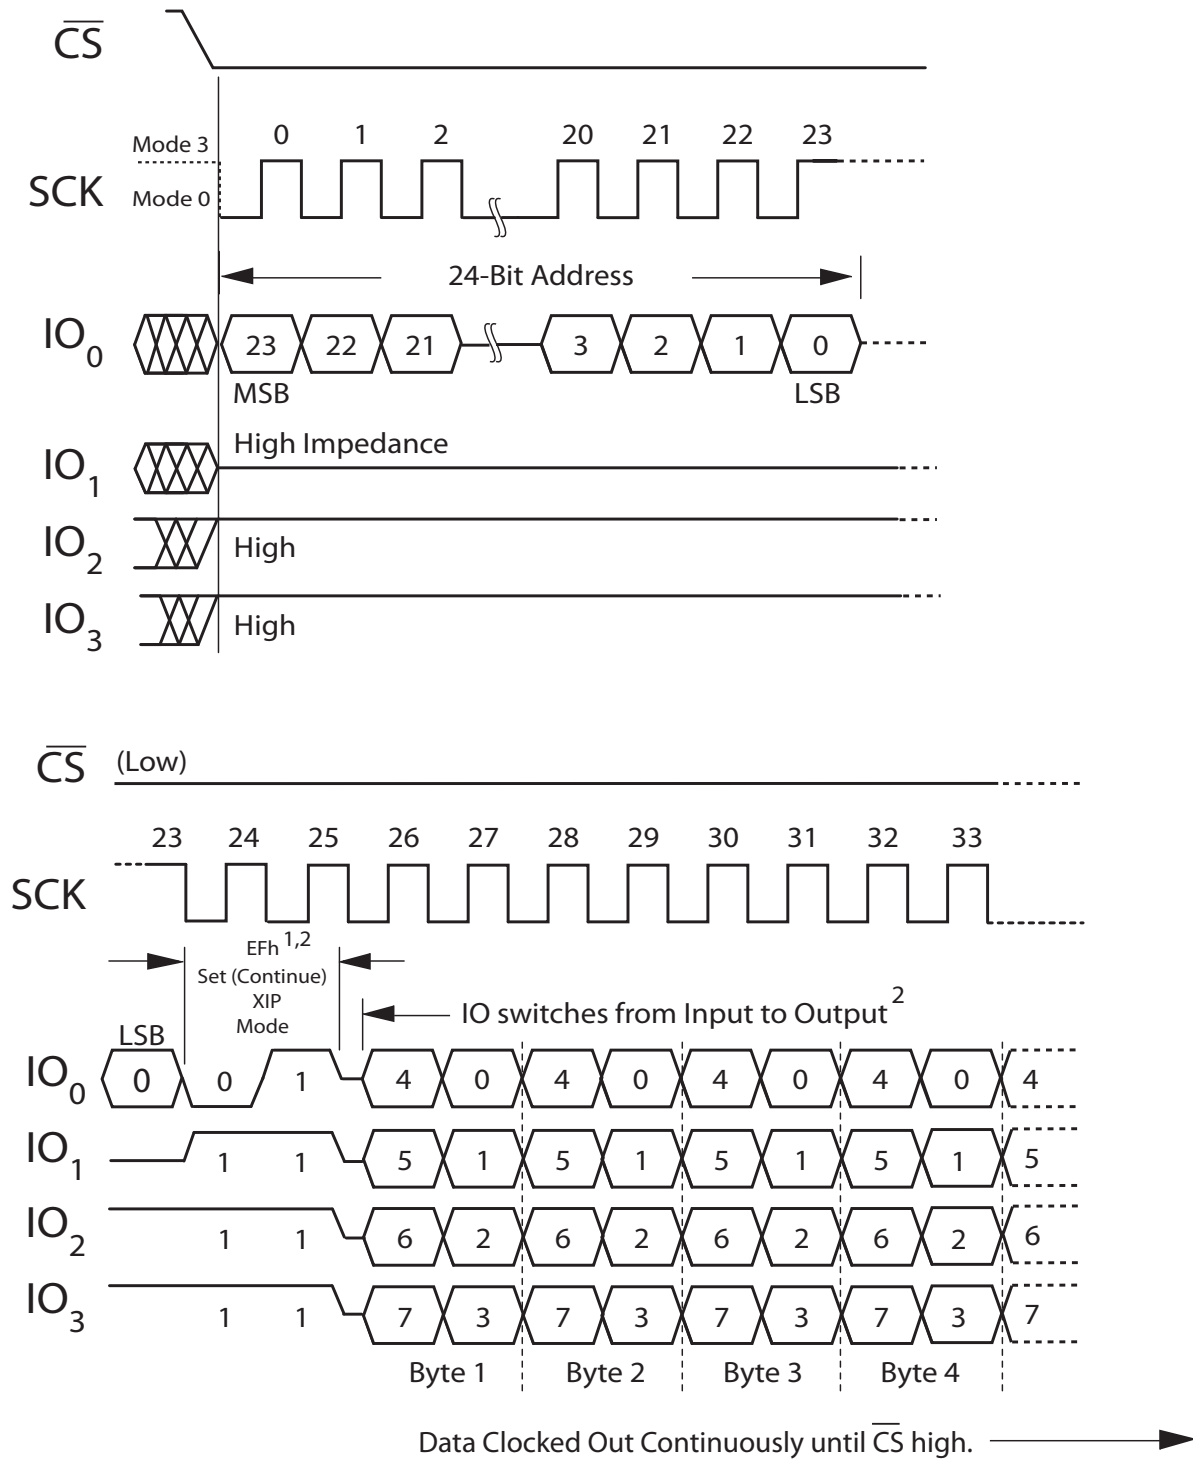 CS
Mode 3
0 1 2 20 21 22 23
SCK
Mode 0
24-Bit Address
IO0
23 22 21 3 2 1 0
MSB LSB
High Impedance
IO1
IO2
High
IO3
High
CS (Low)
23 24 25 26 27 28 29 30 31 32 33
SCK
EFh 1,2
Set (Continue)
XIP
Mode
IO switches from Input to Output 2
LSB
IO0 0 0 1 4 0 4 0 4 0 4 0 4
IO1 1 1 5 1 5 1 5 1 5 1 5
IO2 1 1 6 2 6 2 6 2 6 2 6
IO3 1 1 7 3 7 3 7 3 7 3 7
Byte 1 Byte 2 Byte 3 Byte 4
Data Clocked Out Continuously until CS high.